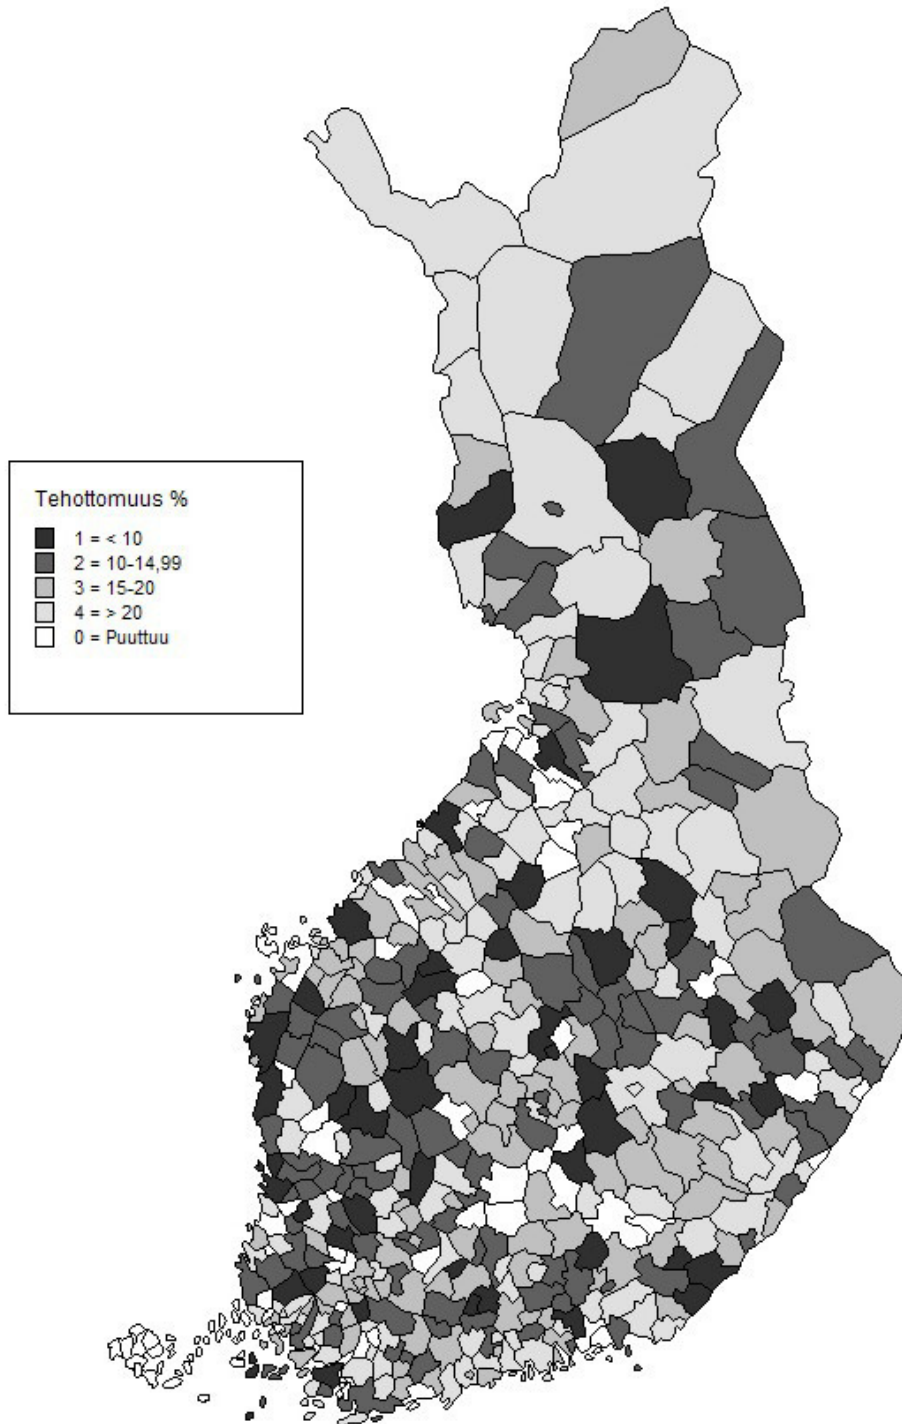 Tehottomuus %
1 = < 10
2 = 10-14,99
3 = 15-20
4 = > 20
0 = Puuttuu